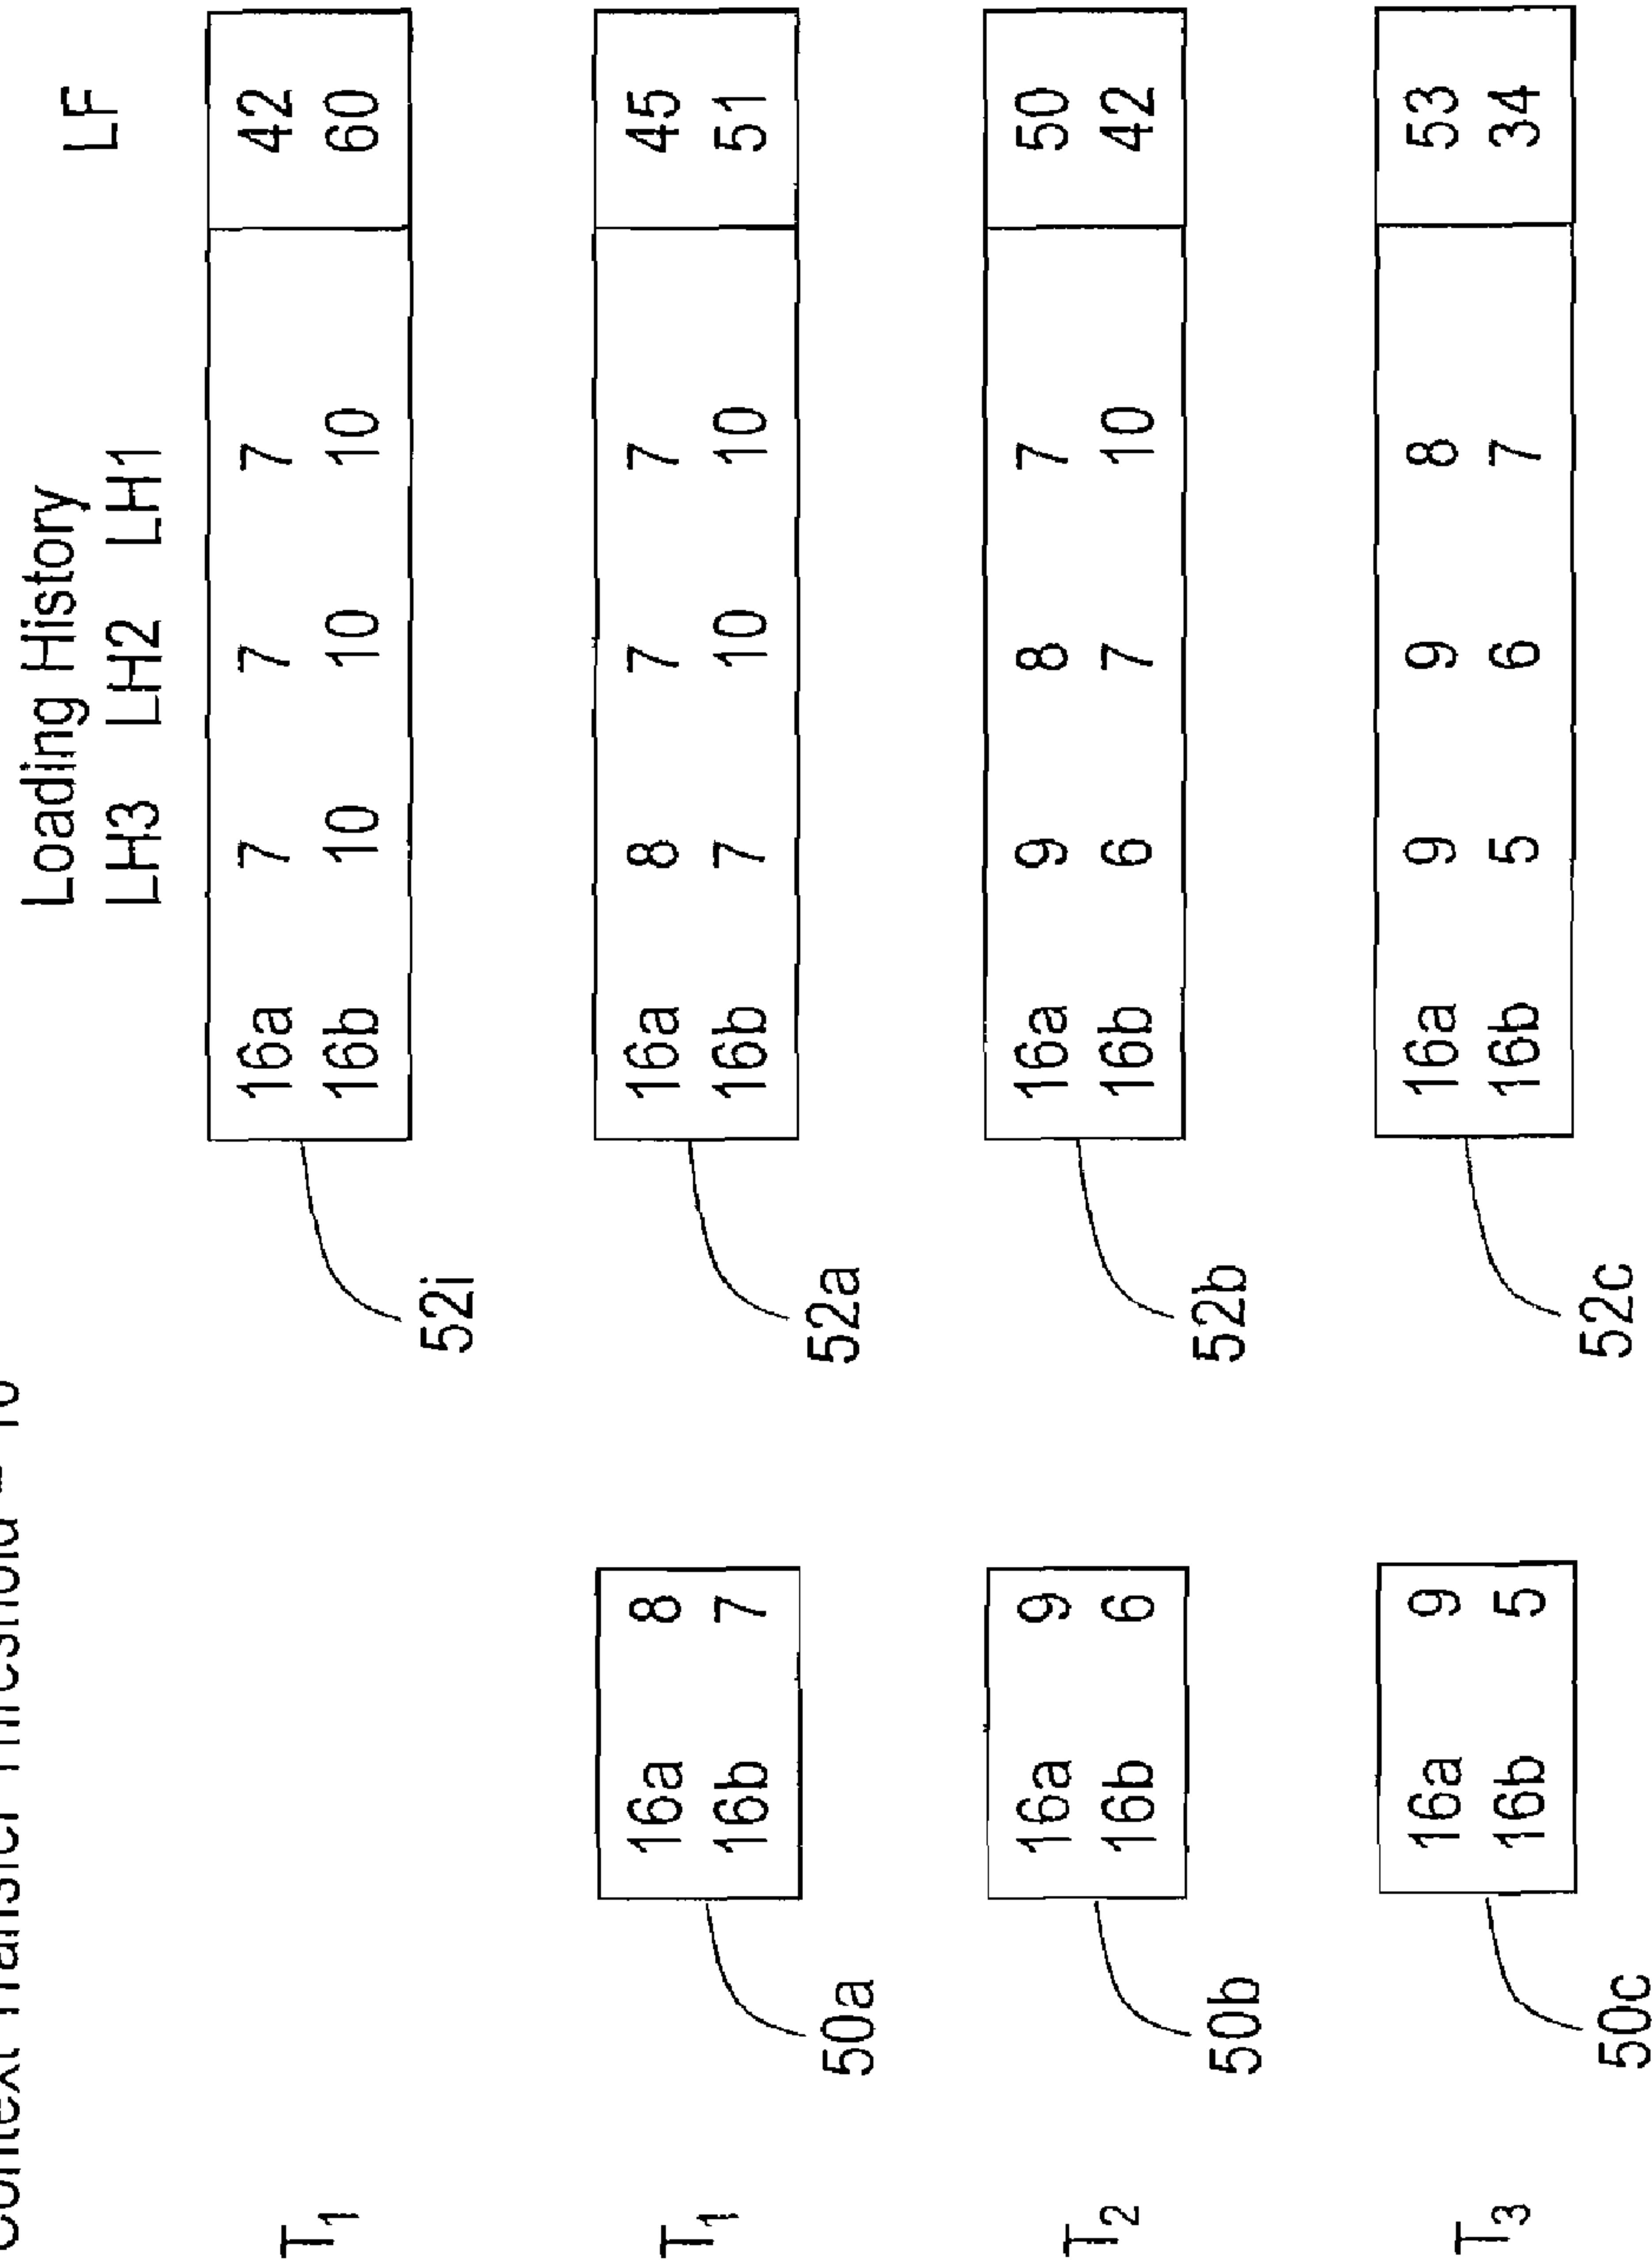 Context Transfer Threshold =
Loading History
LF
LH3 LH2 LH1
T1
16a 7 7 7 42
16b 10 10 10 60
52i
T1
16a 8
16b 7
50a
16a 8 7 7 45
16b 7 10 10 51
52a
T2
16a 9
16b 6
50b
16a 9 8 7 50
16b 6 7 10 42
52b
T3
16a 9
16b 5
50c
16a 9 9 8 53
16b 5 6 7 34
52c